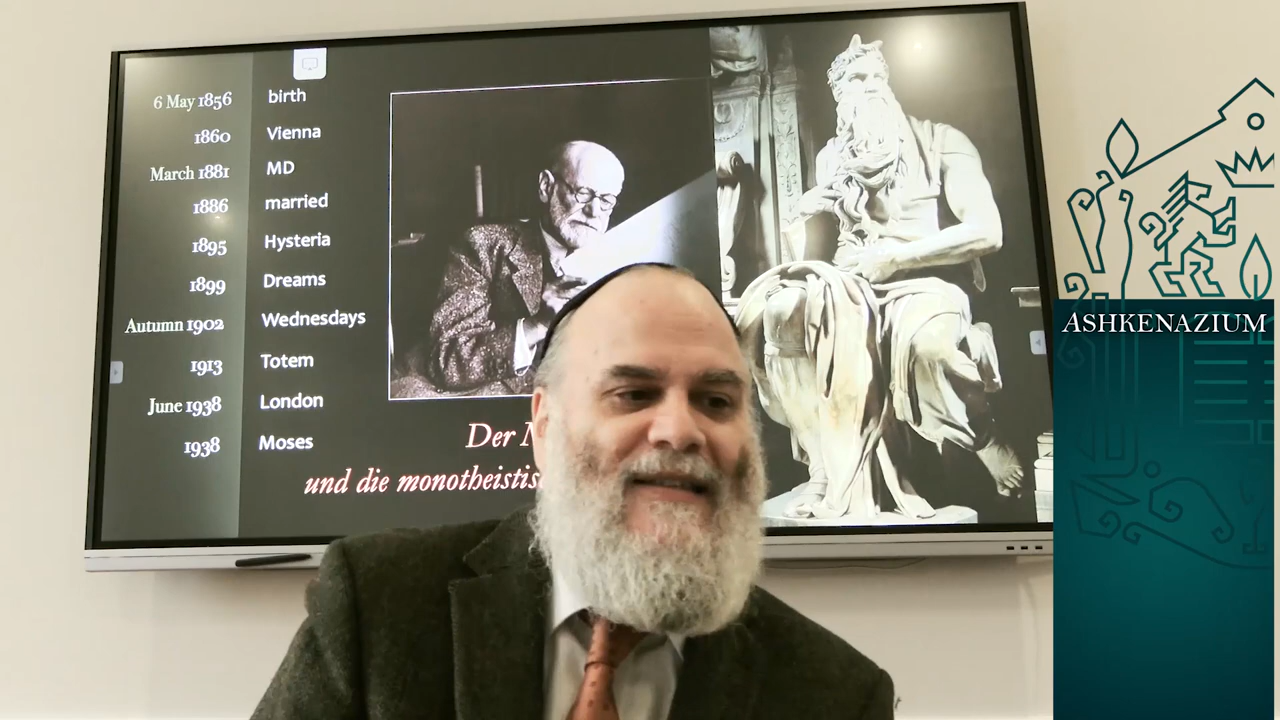 6 May 1856 birth
1860 Vienna
March 1881 MD
1886 married
1895 Hysteria
1899 Dreams
Autumn 1902 Wednesdays
1913 Totem
June 1938 London
1938 Moses
Der
und die
ASHKENAZIUM